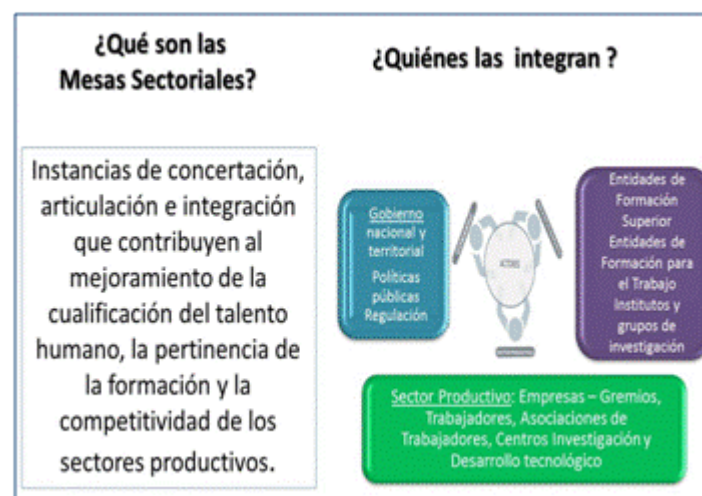 ¿Qué son las
Mesas Sectoriales?
Instancias de concertación,
articulación e integración
que contribuyen al
mejoramiento de la
cualificación del talento
humano, la pertinencia de
la formación y la
competitividad de los
sectores productivos.
¿Quiénes las integran ?
Gobierno
nacional y
territorial
Políticas
públicas
Regulación
ACTORES
Entidades de
Formación
Superior
Entidades de
Formación para
el Trabajo
Institutos y
grupos de
investigación
Sector Productivo: Empresas – Gremios,
Trabajadores, Asociaciones de
Trabajadores, Centros Investigación y
Desarrollo tecnológico